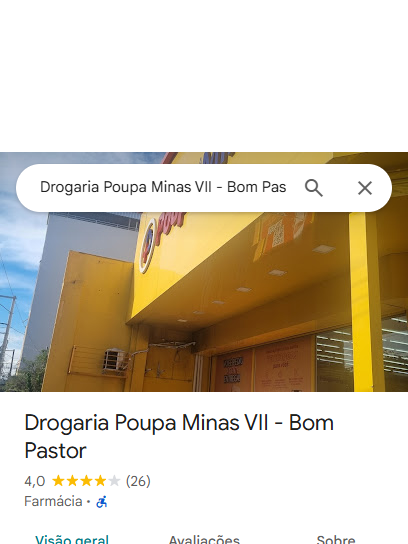 Drogaria Poupa Minas VII - Bom Pas
Drogaria Poupa Minas VII - Bom
Pastor
4,0 (26)
Farmácia ·
Visão geral Avaliações Sobre